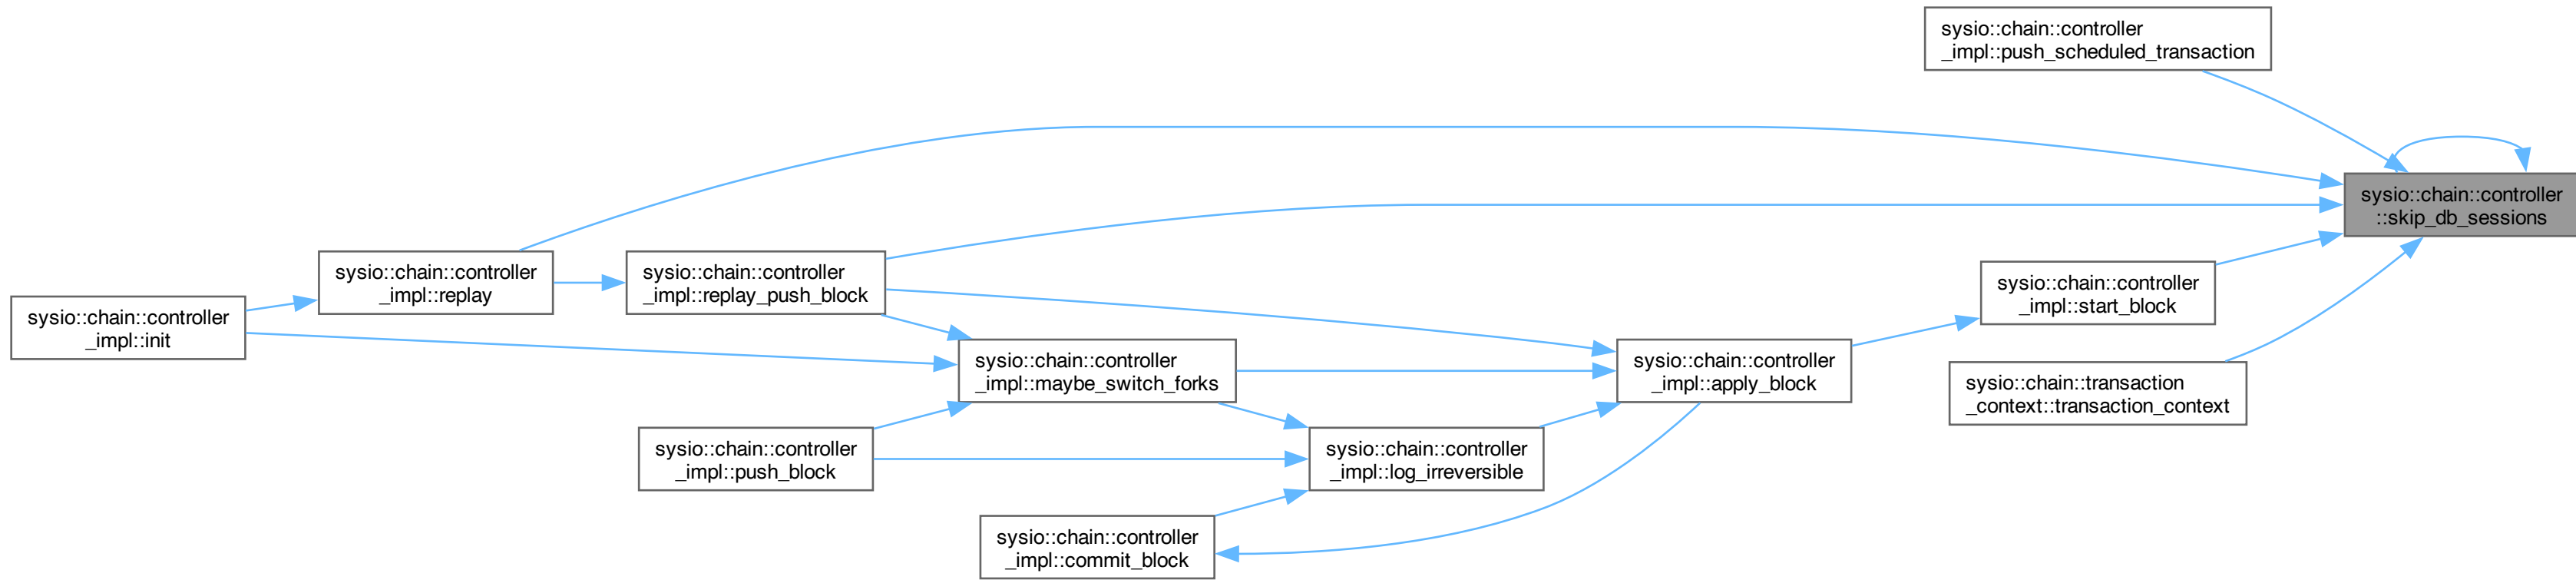 sysio::chain::controller
_impl::push_scheduled_transaction
sysio::chain::controller
::skip_db_sessions
sysio::chain::controller
_impl::replay
sysio::chain::controller
_impl::replay_push_block
sysio::chain::controller
_impl::start_block
sysio::chain::controller
_impl::init
sysio::chain::controller
_impl::maybe_switch_forks
sysio::chain::controller
_impl::apply_block
sysio::chain::transaction
_context::transaction_context
sysio::chain::controller
_impl::push_block
sysio::chain::controller
_impl::log_irreversible
sysio::chain::controller
_impl::commit_block